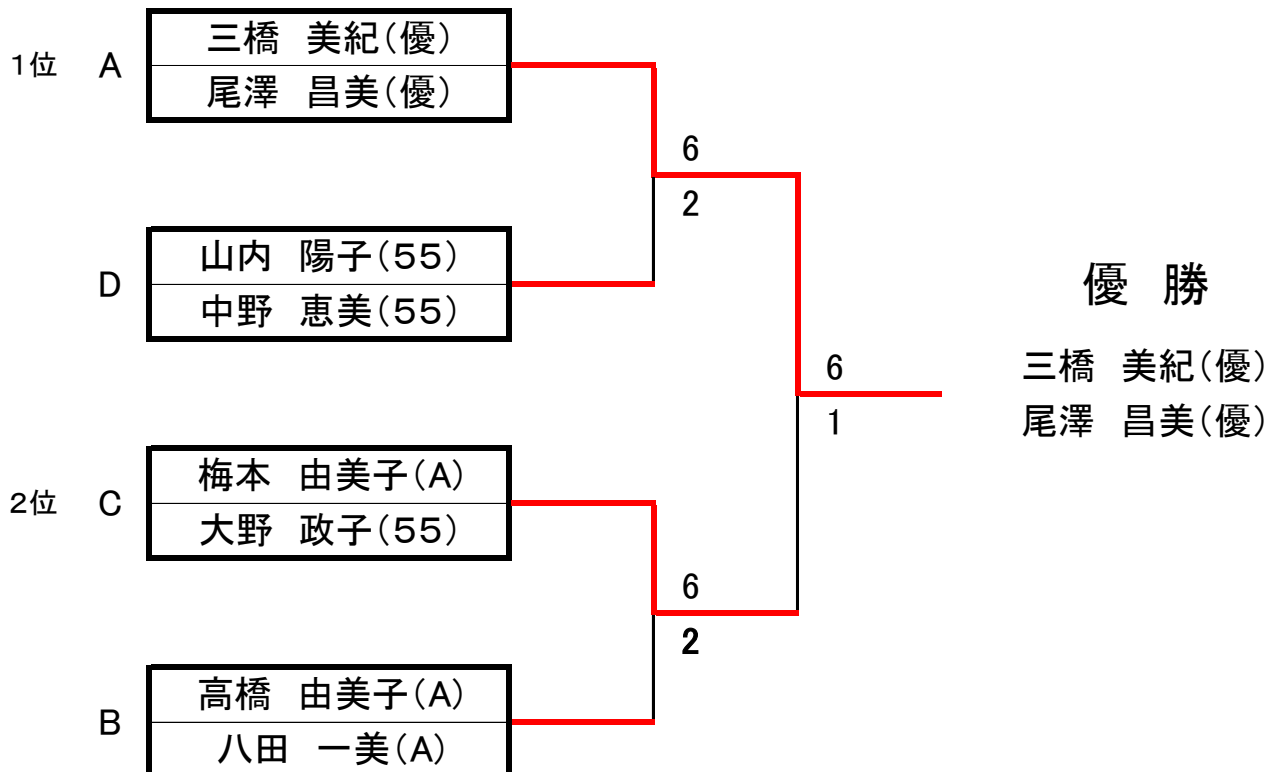 1位 A 三橋 美紀(優)
尾澤 昌美(優)
6
2
D 山内 陽子(55)
中野 恵美(55)
優 勝
6
1
三橋 美紀(優)
尾澤 昌美(優)
2位 C 梅本 由美子(A)
大野 政子(55)
6
2
B 高橋 由美子(A)
八田 一美(A)